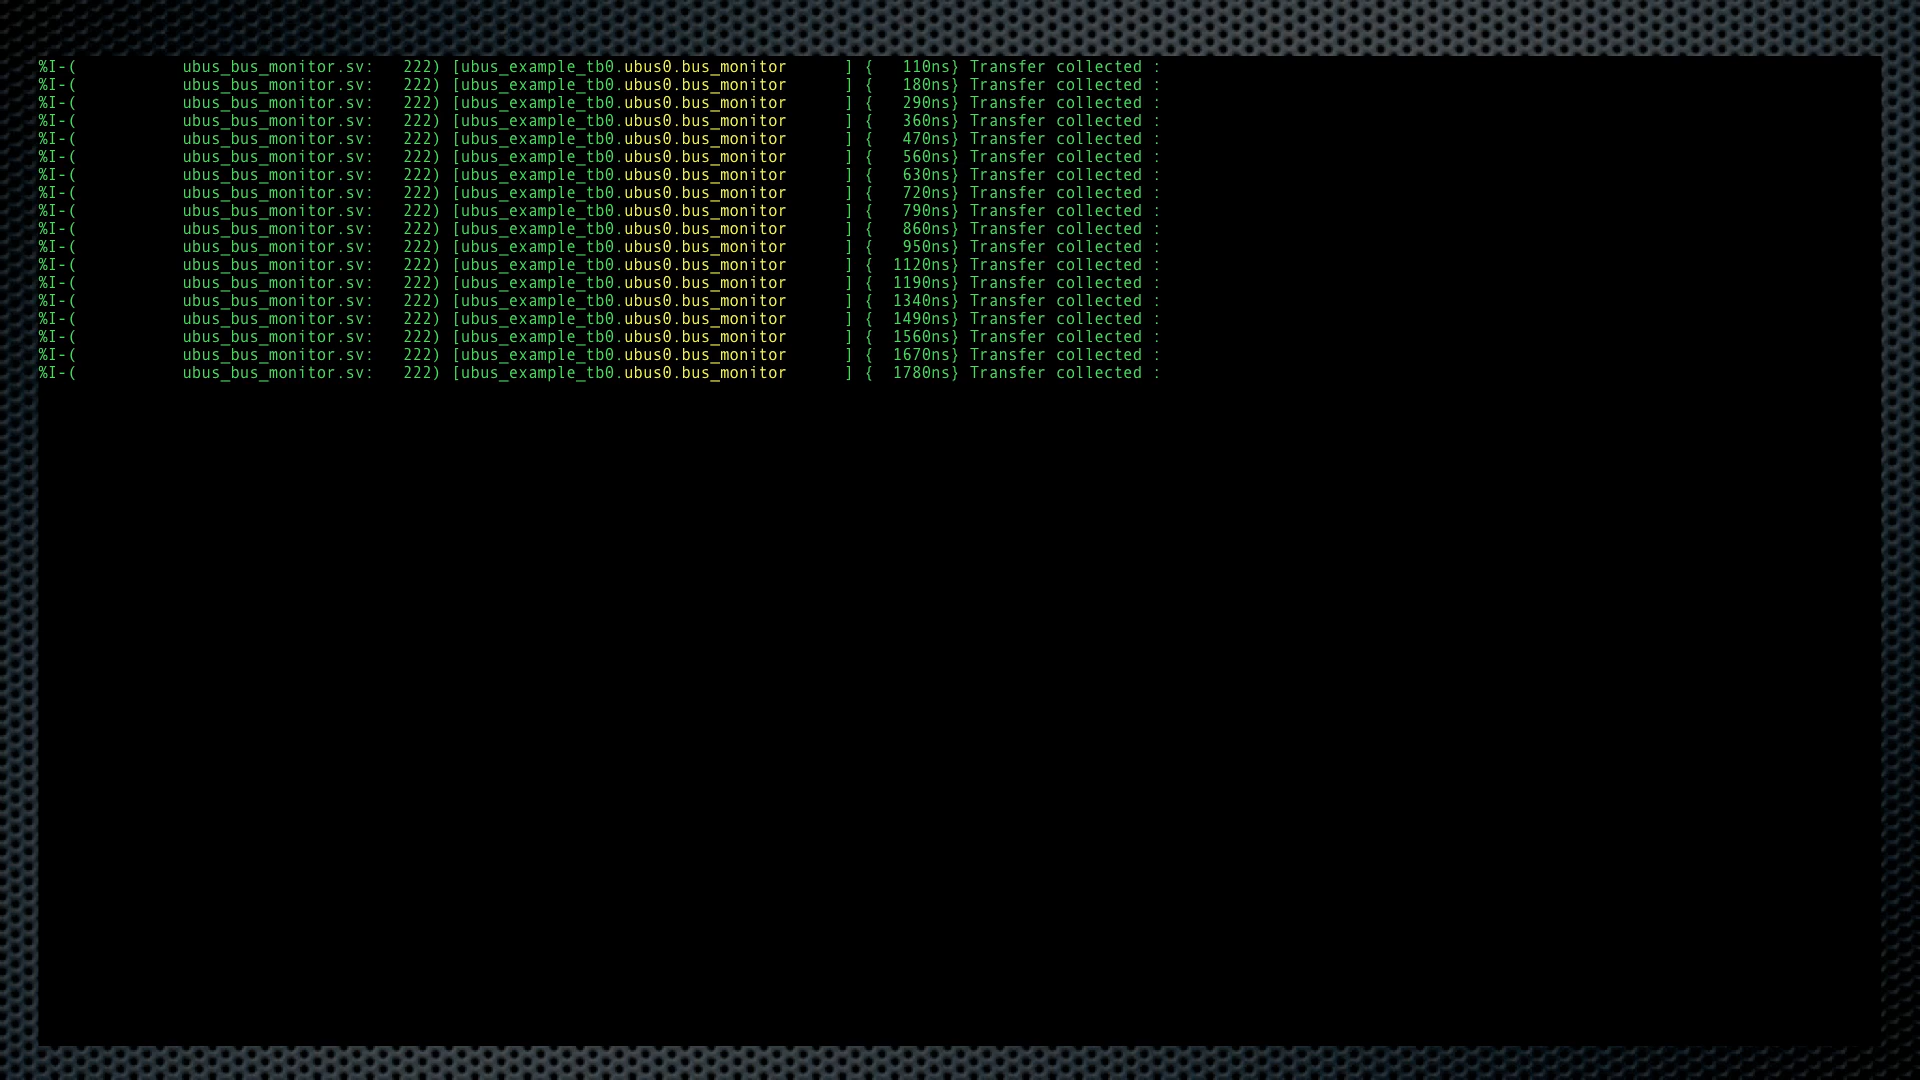 %I-(           ubus_bus_monitor.sv:   222) [ubus_example_tb0.ubus0.bus_monitor      ] {   110ns} Transfer collected :
%I-(           ubus_bus_monitor.sv:   222) [ubus_example_tb0.ubus0.bus_monitor      ] {   180ns} Transfer collected :
%I-(           ubus_bus_monitor.sv:   222) [ubus_example_tb0.ubus0.bus_monitor      ] {   290ns} Transfer collected :
%I-(           ubus_bus_monitor.sv:   222) [ubus_example_tb0.ubus0.bus_monitor      ] {   360ns} Transfer collected :
%I-(           ubus_bus_monitor.sv:   222) [ubus_example_tb0.ubus0.bus_monitor      ] {   470ns} Transfer collected :
%I-(           ubus_bus_monitor.sv:   222) [ubus_example_tb0.ubus0.bus_monitor      ] {   560ns} Transfer collected :
%I-(           ubus_bus_monitor.sv:   222) [ubus_example_tb0.ubus0.bus_monitor      ] {   630ns} Transfer collected :
%I-(           ubus_bus_monitor.sv:   222) [ubus_example_tb0.ubus0.bus_monitor      ] {   720ns} Transfer collected :
%I-(           ubus_bus_monitor.sv:   222) [ubus_example_tb0.ubus0.bus_monitor      ] {   790ns} Transfer collected :
%I-(           ubus_bus_monitor.sv:   222) [ubus_example_tb0.ubus0.bus_monitor      ] {   860ns} Transfer collected :
%I-(           ubus_bus_monitor.sv:   222) [ubus_example_tb0.ubus0.bus_monitor      ] {   950ns} Transfer collected :
%I-(           ubus_bus_monitor.sv:   222) [ubus_example_tb0.ubus0.bus_monitor      ] {  1120ns} Transfer collected :
%I-(           ubus_bus_monitor.sv:   222) [ubus_example_tb0.ubus0.bus_monitor      ] {  1190ns} Transfer collected :
%I-(           ubus_bus_monitor.sv:   222) [ubus_example_tb0.ubus0.bus_monitor      ] {  1340ns} Transfer collected :
%I-(           ubus_bus_monitor.sv:   222) [ubus_example_tb0.ubus0.bus_monitor      ] {  1490ns} Transfer collected :
%I-(           ubus_bus_monitor.sv:   222) [ubus_example_tb0.ubus0.bus_monitor      ] {  1560ns} Transfer collected :
%I-(           ubus_bus_monitor.sv:   222) [ubus_example_tb0.ubus0.bus_monitor      ] {  1670ns} Transfer collected :
%I-(           ubus_bus_monitor.sv:   222) [ubus_example_tb0.ubus0.bus_monitor      ] {  1780ns} Transfer collected :